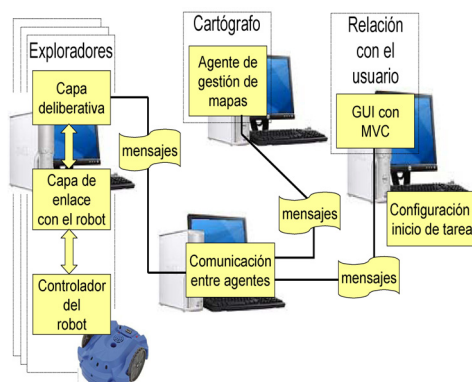 Exploradores
Capa
deliberativa
Capa de
enlace
con el robot
Controlador
del
robot
mensajes
Cartógrafo
Agente de
gestión de
mapas
mensajes
Comunicación
entre agentes
mensajes
Relación
con el
usuario
GUI con
MVC
Configuración
inicio de tarea